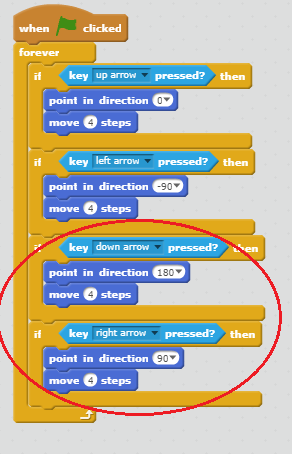 when clicked
forever
if key up arrow pressed? then
point in direction 0
move 4 steps
if key left arrow pressed? then
point in direction -90
move 4 steps
if key down arrow pressed? then
point in direction 180
move 4 steps
if key right arrow pressed? then
point in direction 90
move 4 steps